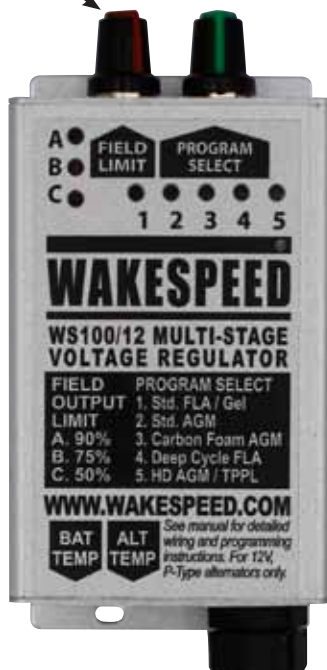 A FIELD LIMIT PROGRAM SELECT
B
C
1 2 3 4 5
WAKESPEED
WS100/12 MULTI-STAGE
VOLTAGE REGULATOR
FIELD OUTPUT LIMIT
A. 90%
B. 75%
C. 50%
PROGRAM SELECT
1. Std. FLA / Gel
2. Std. AGM
3. Carbon Foam AGM
4. Deep Cycle FLA
5. HD AGM / TPPL
WWW.WAKESPEED.COM
BAT TEMP
ALT TEMP
See manual for detailed
wiring and programming
instructions. For 12V,
P-Type alternators only.